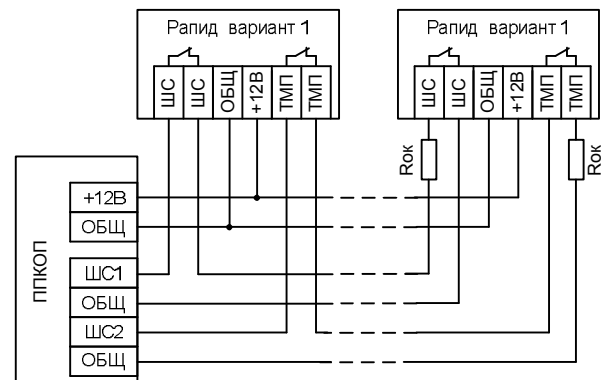 Рапид вариант 1
ШС
ШС
ОБЩ
+12В
ТМП
ТМП
Рапид вариант 1
ШС
ШС
ОБЩ
+12В
ТМП
ТМП
Rок
Rок
ППКОП
+12В
ОБЩ
ШС1
ОБЩ
ШС2
ОБЩ